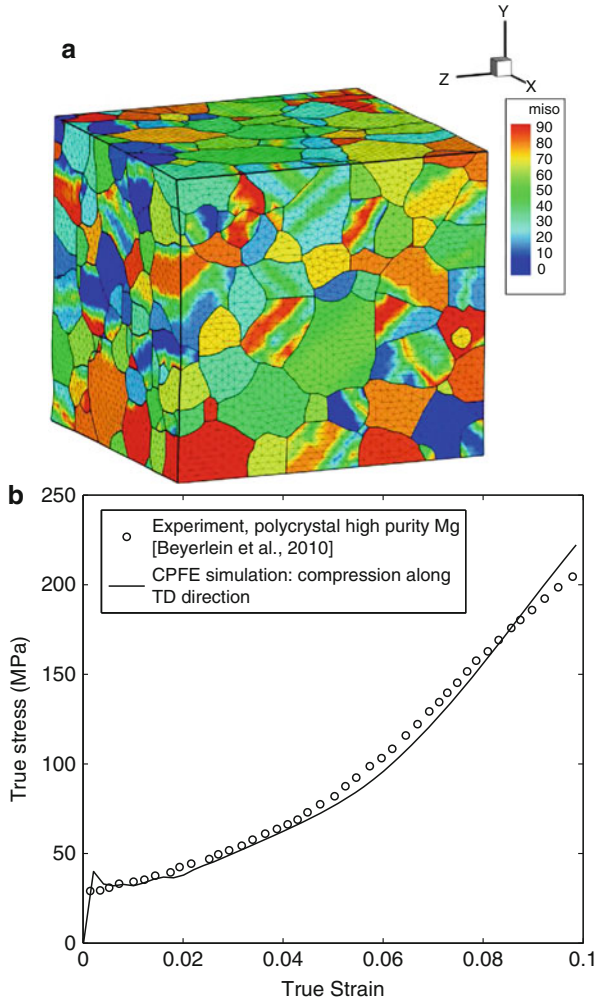 a
Y
Z
X
miso
90
80
70
60
50
40
30
20
10
0
b
250
200
150
100
50
0
Experiment, polycrystal high purity Mg
[Beyerlein et al., 2010]
CPFE simulation: compression along
TD direction
True stress (MPa)
0
0.02
0.04
0.06
0.08
0.1
True Strain